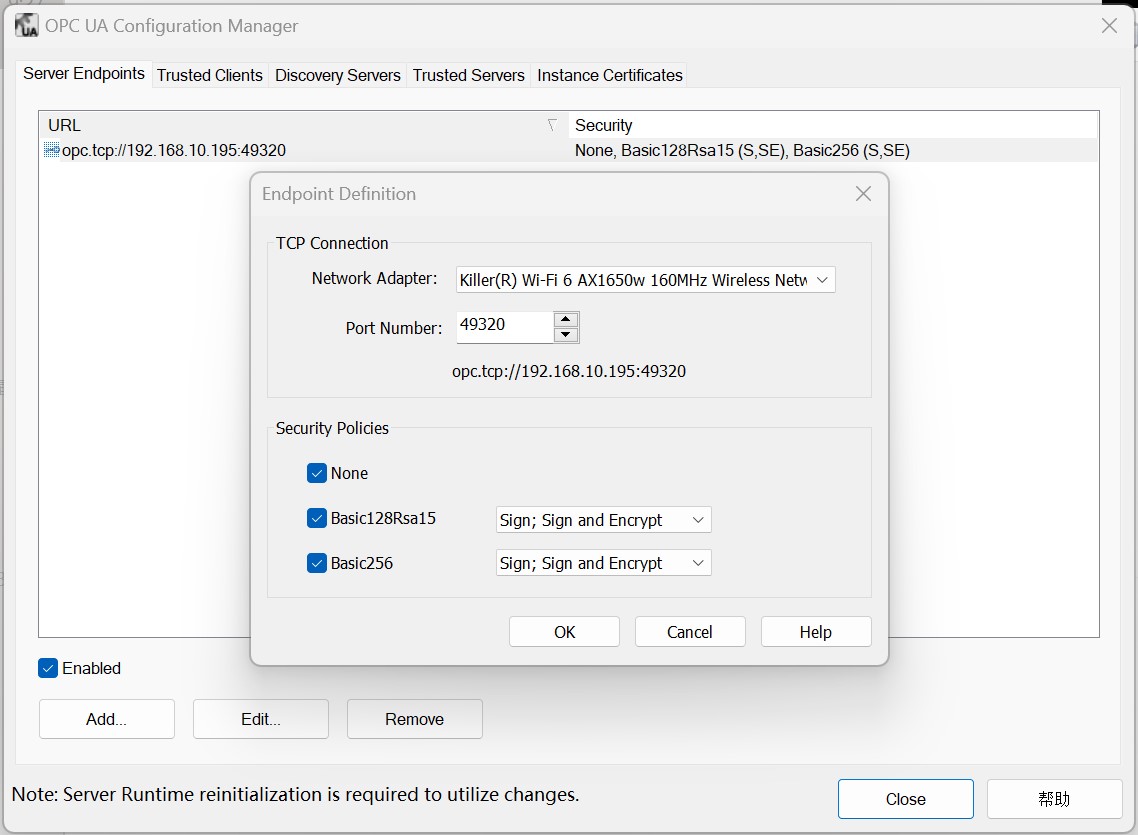 OPC UA Configuration Manager
Server Endpoints Trusted Clients Discovery Servers Trusted Servers Instance Certificates
URL Security
opc.tcp://192.168.10.195:49320 None, Basic128Rsa15 (S,SE), Basic256 (S,SE)
Endpoint Definition
TCP Connection
Network Adapter: Killer(R) Wi-Fi 6 AX1650w 160MHz Wireless Netw
Port Number: 49320
opc.tcp://192.168.10.195:49320
Security Policies
None
Basic128Rsa15 Sign; Sign and Encrypt
Basic256 Sign; Sign and Encrypt
OK Cancel Help
Enabled
Add... Edit... Remove
Note: Server Runtime reinitialization is required to utilize changes.
Close 帮助